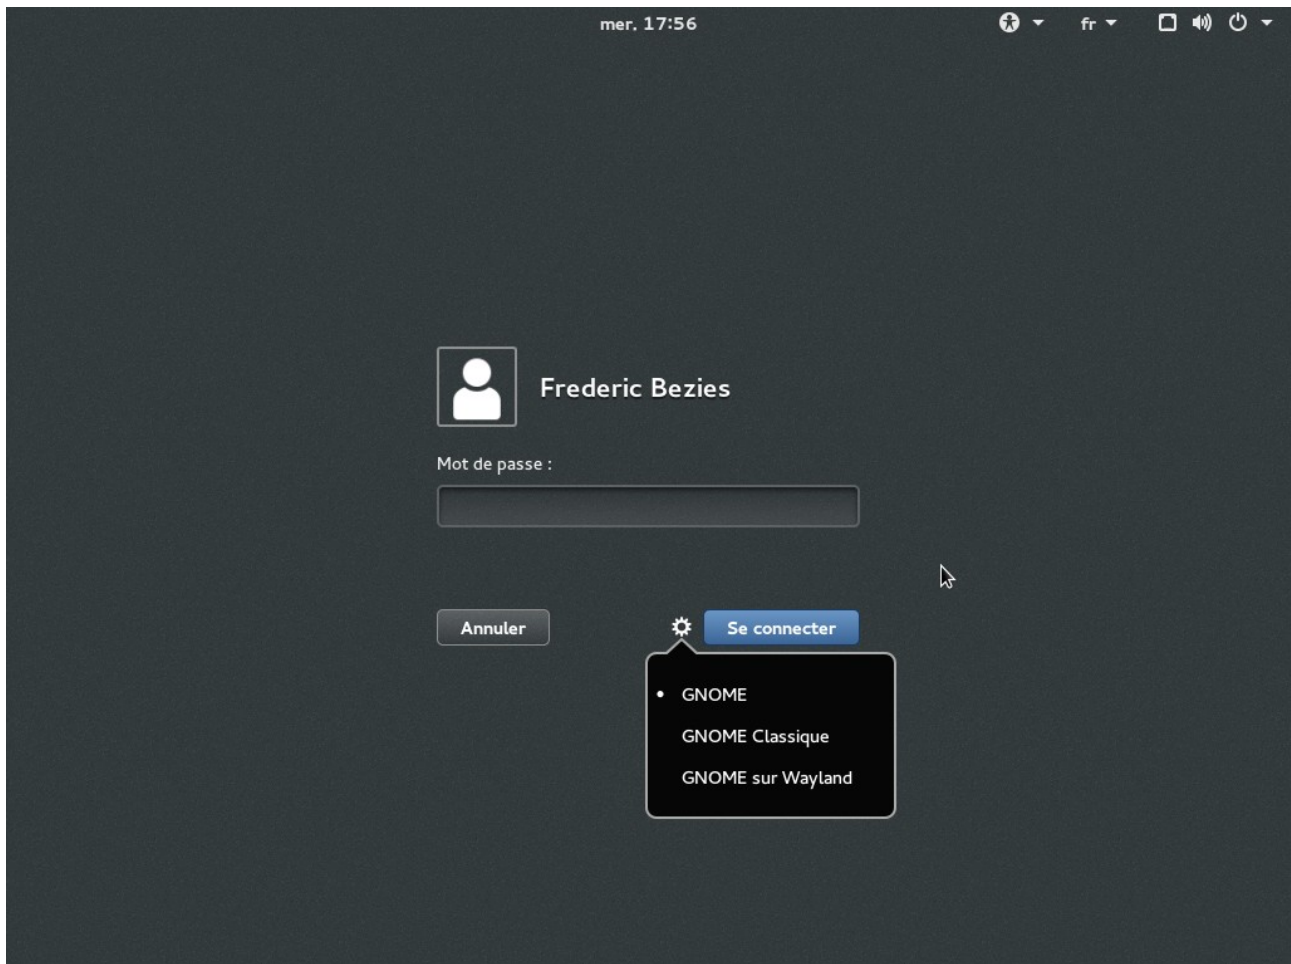 mer. 17:56 fr
Frederic Bezies
Mot de passe :
Annuler Se connecter
• GNOME
GNOME Classique
GNOME sur Wayland